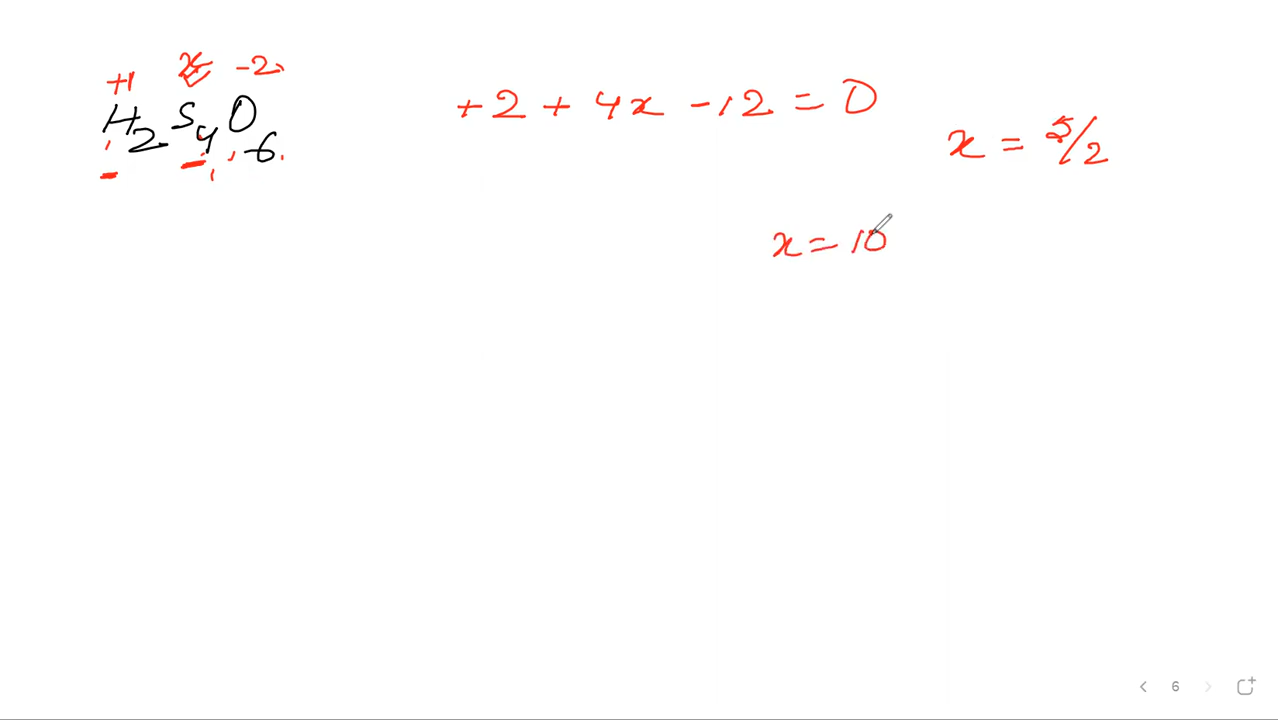 +1 x -2
H2S4O6
+2 + 4x -12 = 0
x = 5/2
x = 10
6